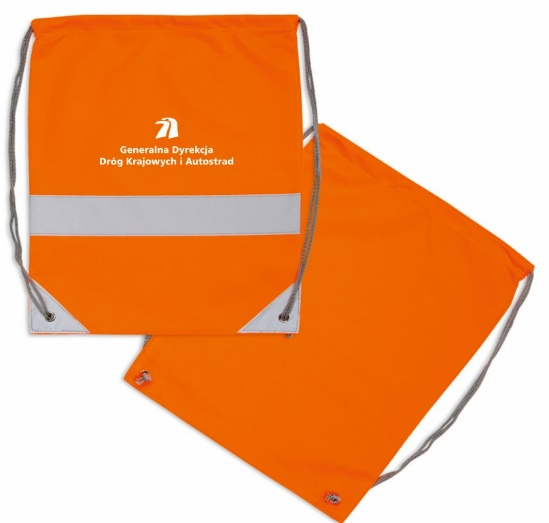 Generalna Dyrekcja
Dróg Krajowych i Autostrad